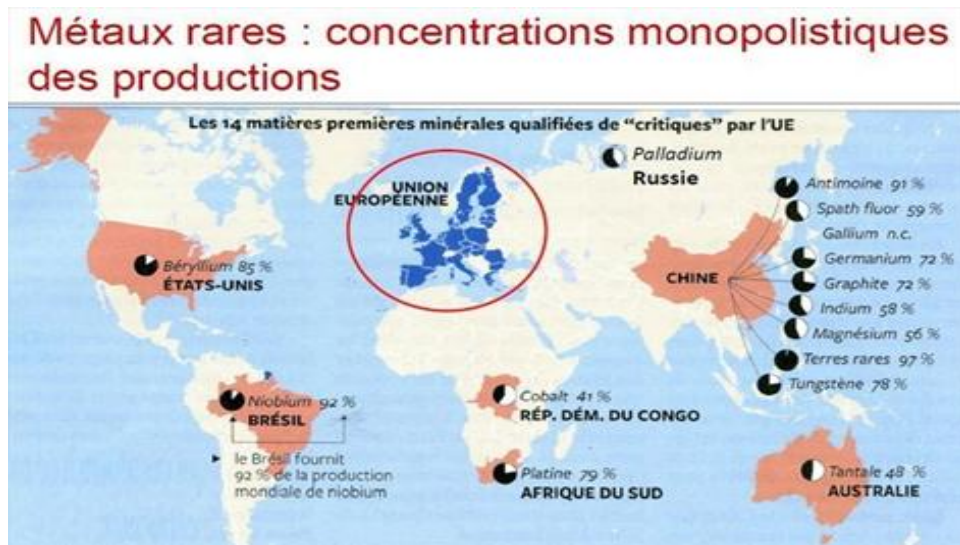 Métaux rares : concentrations monopolistiques
des productions
Les 14 matières premières minérales qualifiées de "critiques" par l'UE
UNION
EUROPÉENNE
Palladium
Russie
Béryllium 85 %
ÉTATS-UNIS
CHINE
Antimoine 91 %
Spath fluor 59 %
Gallium n.c.
Germanium 72 %
Graphite 72 %
Indium 58 %
Magnésium 56 %
Terres rares 97 %
Tungstène 78 %
Niobium 92 %
BRÉSIL
le Brésil fournit
92 % de la production
mondiale de niobium
Cobalt 41 %
RÉP. DÉM. DU CONGO
Platine 79 %
AFRIQUE DU SUD
Tantale 48 %
AUSTRALIE